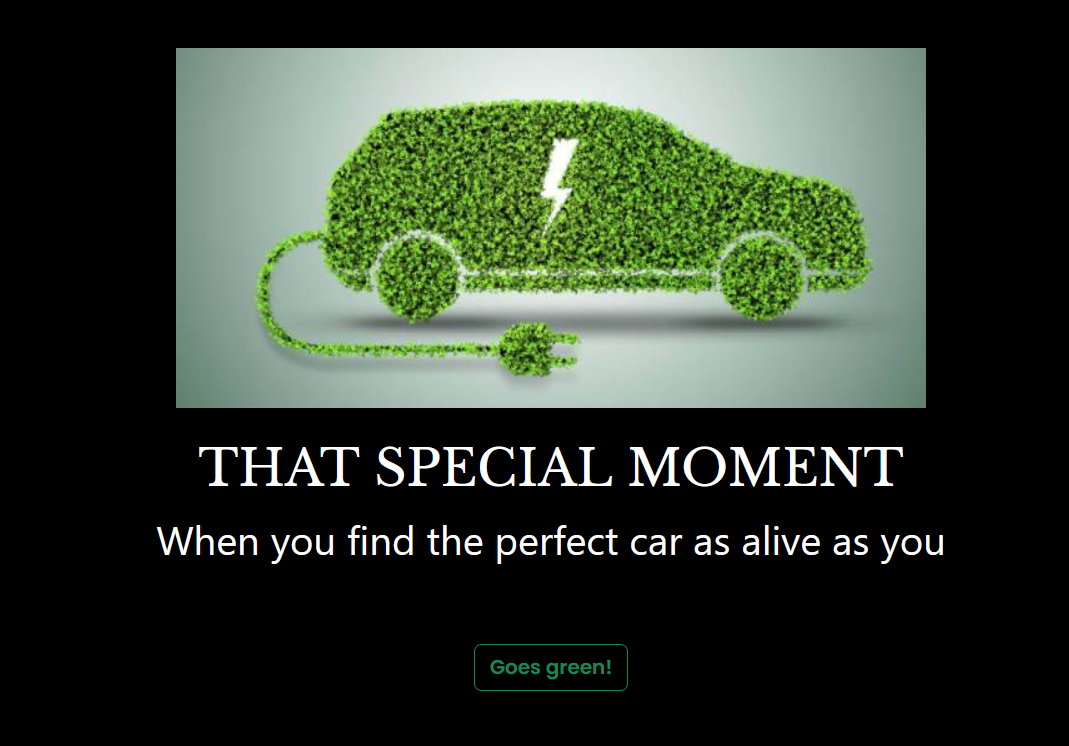 THAT SPECIAL MOMENT
When you find the perfect car as alive as you
Goes green!